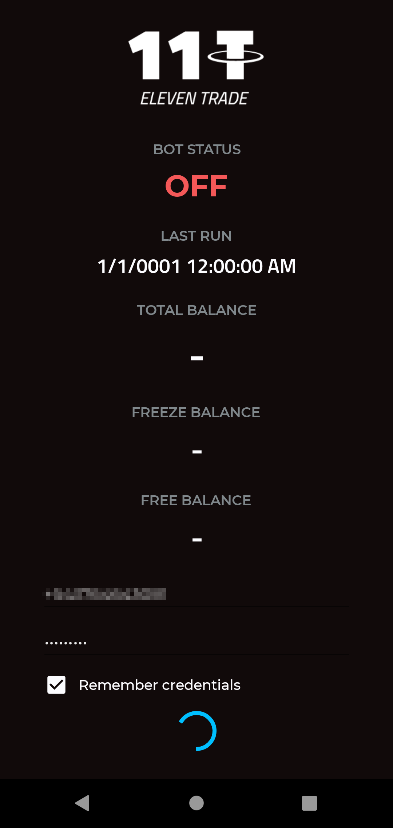 11T
ELEVEN TRADE
BOT STATUS
OFF
LAST RUN
1/1/0001 12:00:00 AM
TOTAL BALANCE
-
FREEZE BALANCE
-
FREE BALANCE
-
.........
Remember credentials